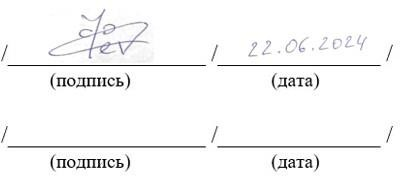 / / 22.06.2024 /
(подпись) (дата)
/ / /
(подпись) (дата)